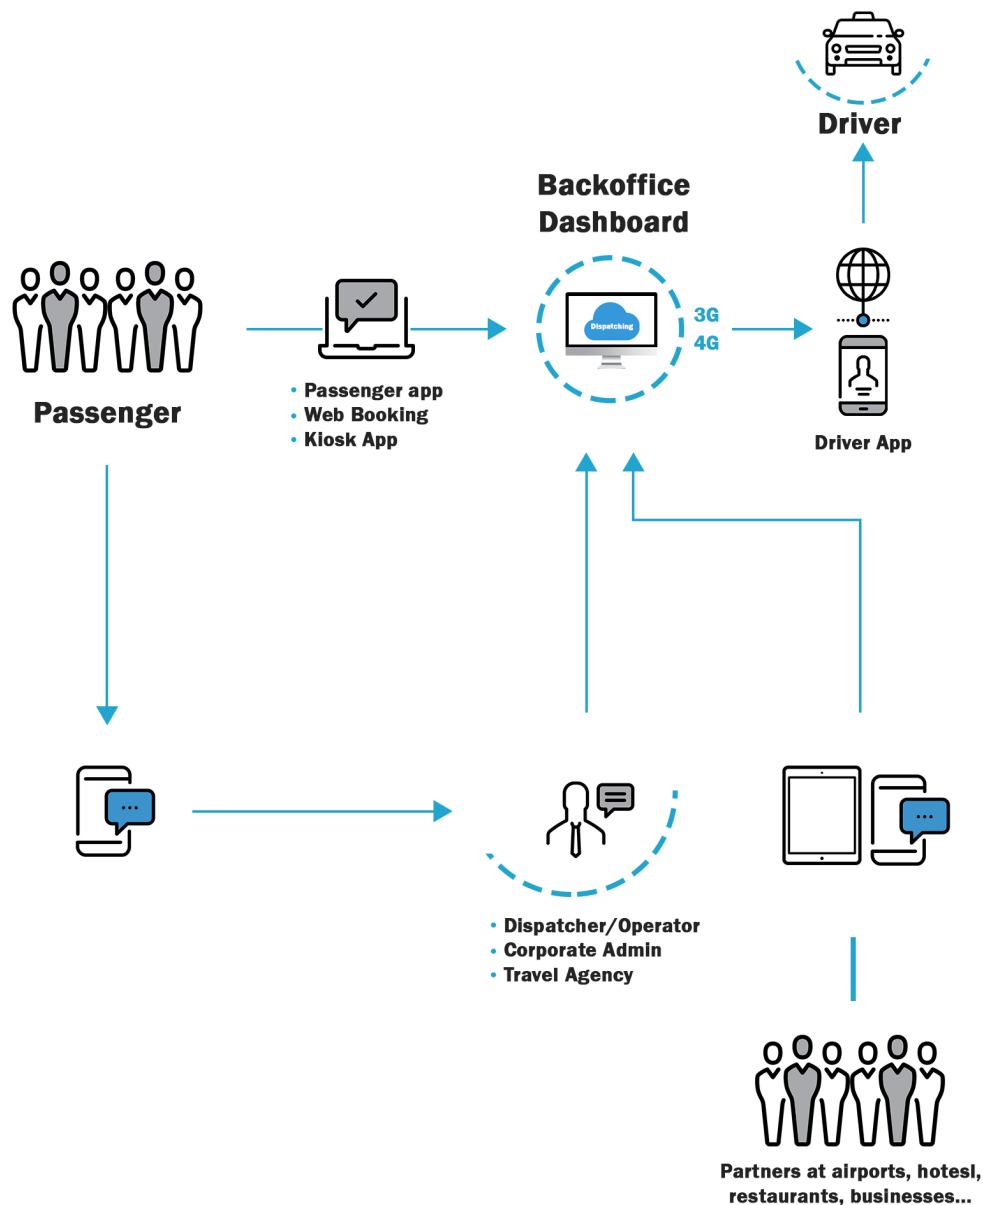 Driver
Backoffice
Dashboard
Dispatching
3G
4G
Passenger
• Passenger app
• Web Booking
• Kiosk App
Driver App
• Dispatcher/Operator
• Corporate Admin
• Travel Agency
Partners at airports, hotesl,
restaurants, businesses...